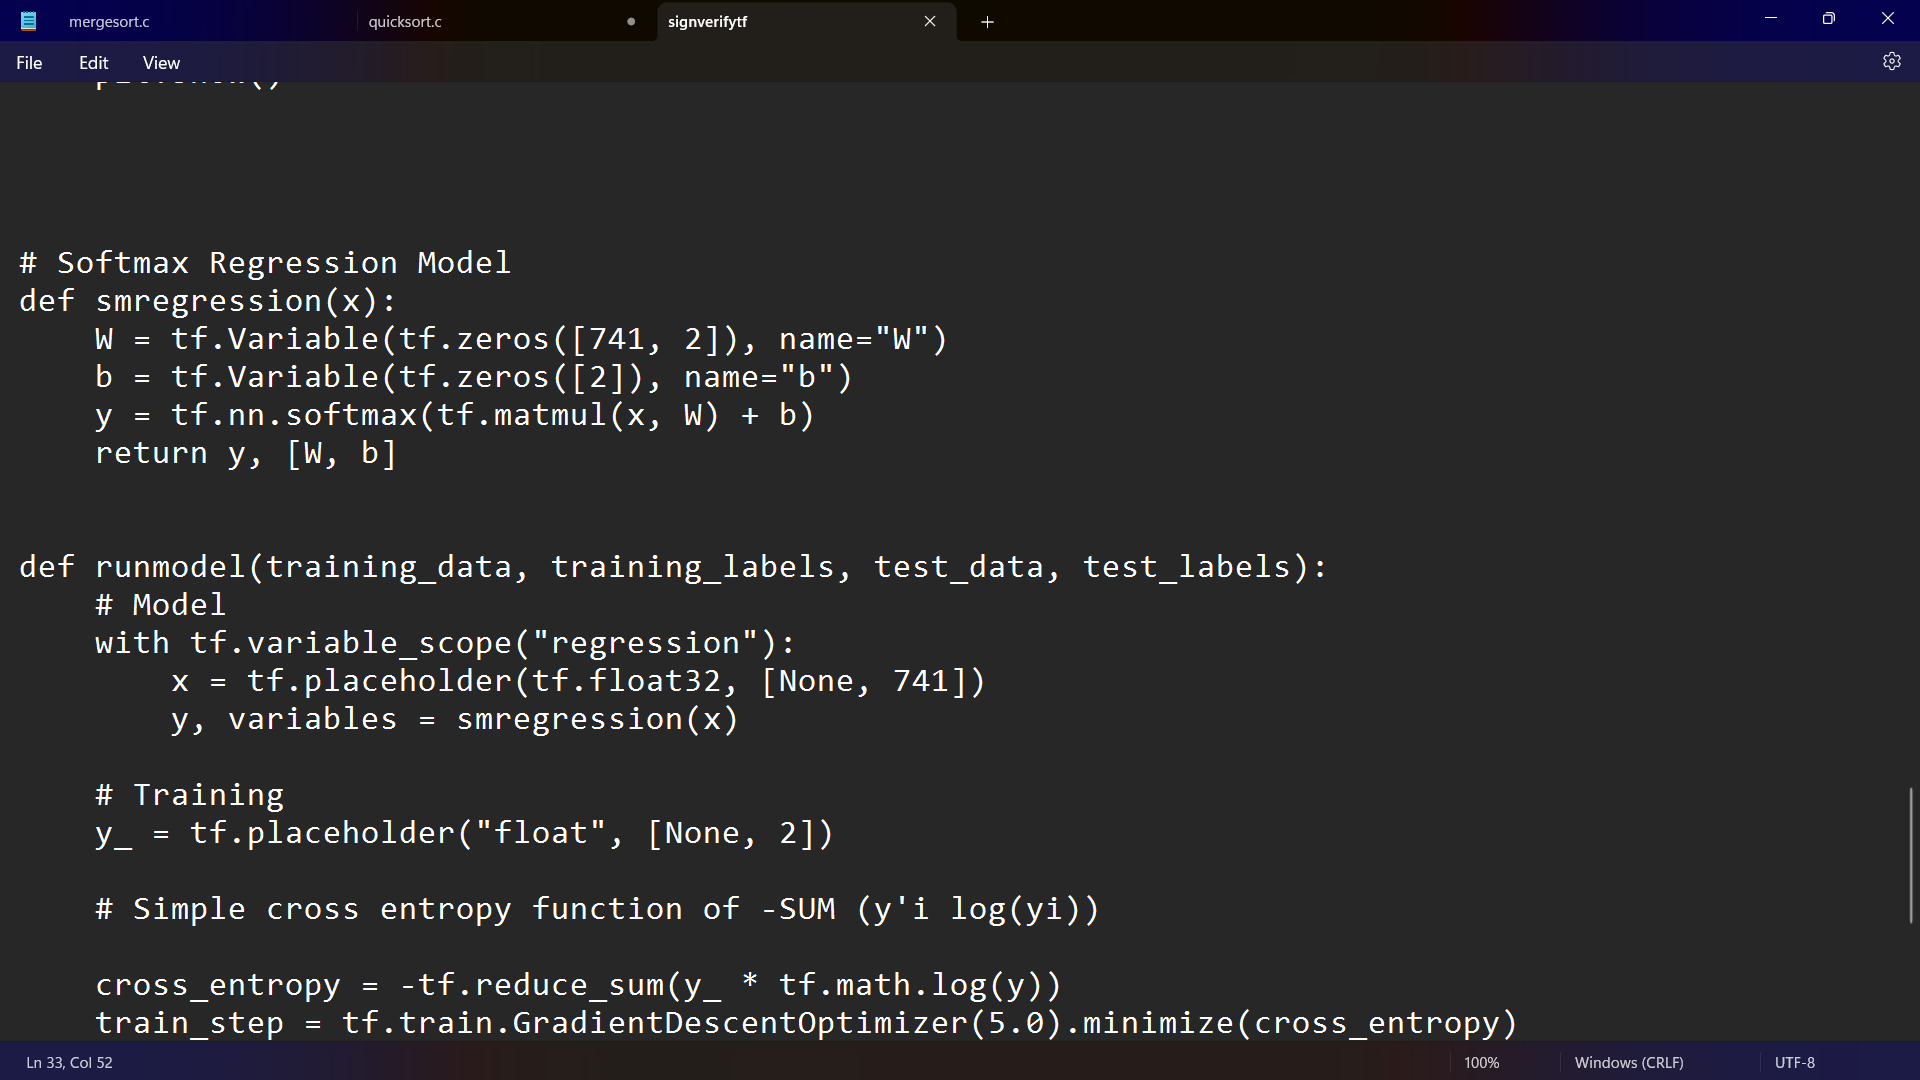 mergesort.c
quicksort.c
signverifytf
File Edit View
# Softmax Regression Model
def smregression(x):
    W = tf.Variable(tf.zeros([741, 2]), name="W")
    b = tf.Variable(tf.zeros([2]), name="b")
    y = tf.nn.softmax(tf.matmul(x, W) + b)
    return y, [W, b]
def runmodel(training_data, training_labels, test_data, test_labels):
    # Model
    with tf.variable_scope("regression"):
        x = tf.placeholder(tf.float32, [None, 741])
        y, variables = smregression(x)
    # Training
    y_ = tf.placeholder("float", [None, 2])
    # Simple cross entropy function of -SUM (y'i log(yi))
    cross_entropy = -tf.reduce_sum(y_ * tf.math.log(y))
    train_step = tf.train.GradientDescentOptimizer(5.0).minimize(cross_entropy)
Ln 33, Col 52
100%
Windows (CRLF)
UTF-8